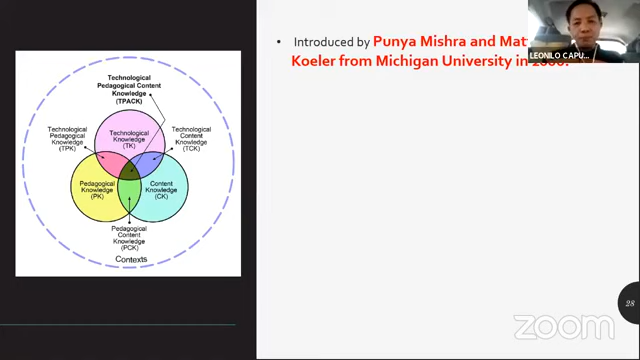 Technological
Pedagogical Content
Knowledge
(TPACK)
Technological
Pedagogical
Knowledge
(TPK)
Technological
Knowledge
(TK)
Technological
Content
Knowledge
(TCK)
Pedagogical
Knowledge
(PK)
Content
Knowledge
(CK)
Pedagogical
Content
Knowledge
(PCK)
Contexts
• Introduced by Punya Mishra and Mat
Koeler from Michigan University in
LEONILO CAPU...
28
zoom